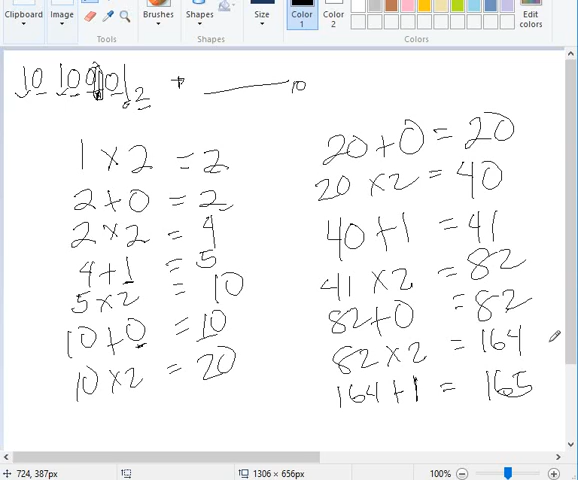 Clipboard
Image
Tools
Brushes
Shapes
Shapes
Size
Color 1
Color 2
Edit colors
Colors
10
1 × 2 = 2
2 + 0 = 2
2 × 2 = 4
4 + 1 = 5
5 × 2 = 10
10 + 0 = 10
10 × 2 = 20
20 + 0 = 20
20 × 2 = 40
40 + 1 = 41
41 × 2 = 82
82 + 0 = 82
82 × 2 = 164
164 + 1 = 165
724, 387px
1306 × 656px
100%